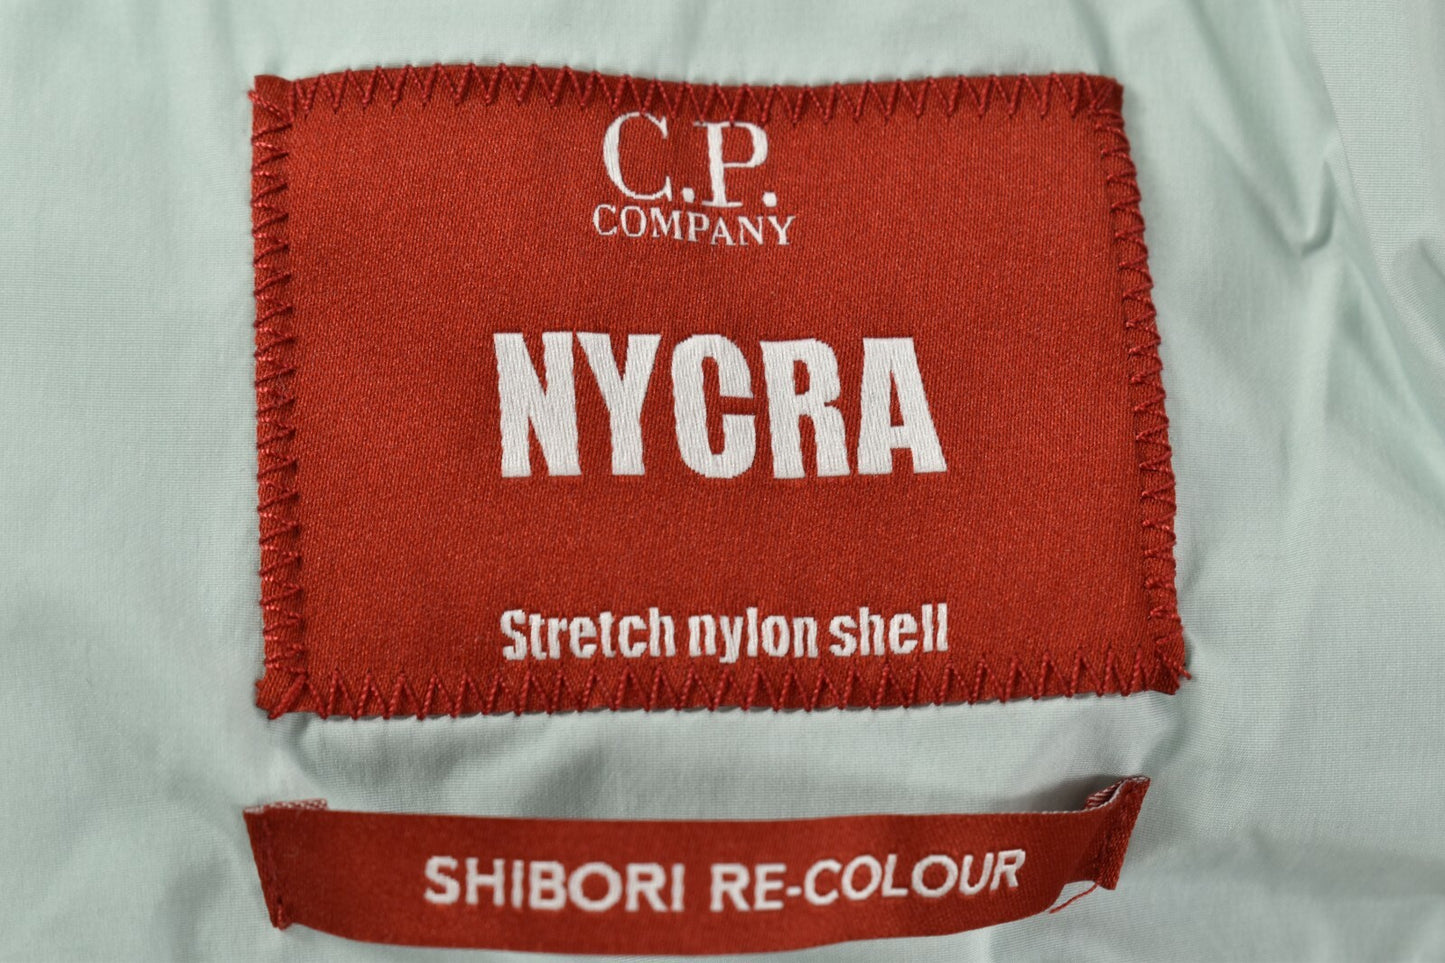 C.P.
COMPANY
NYCRA
Stretch nylon shell
SHIBORI RE-COLOUR